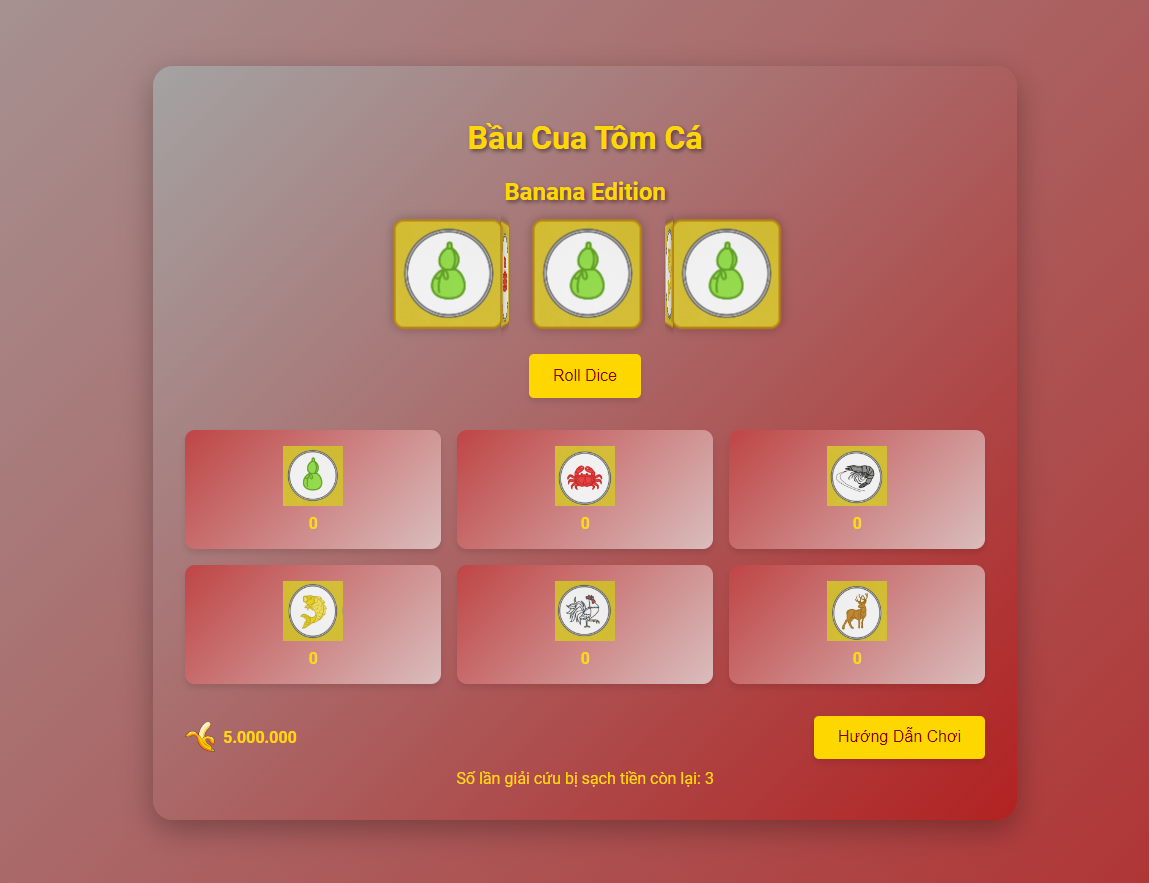 Bầu Cua Tôm Cá
Banana Edition
Roll Dice
0
0
0
0
0
0
5.000.000
Hướng Dẫn Chơi
Số lần giải cứu bị sạch tiền còn lại: 3